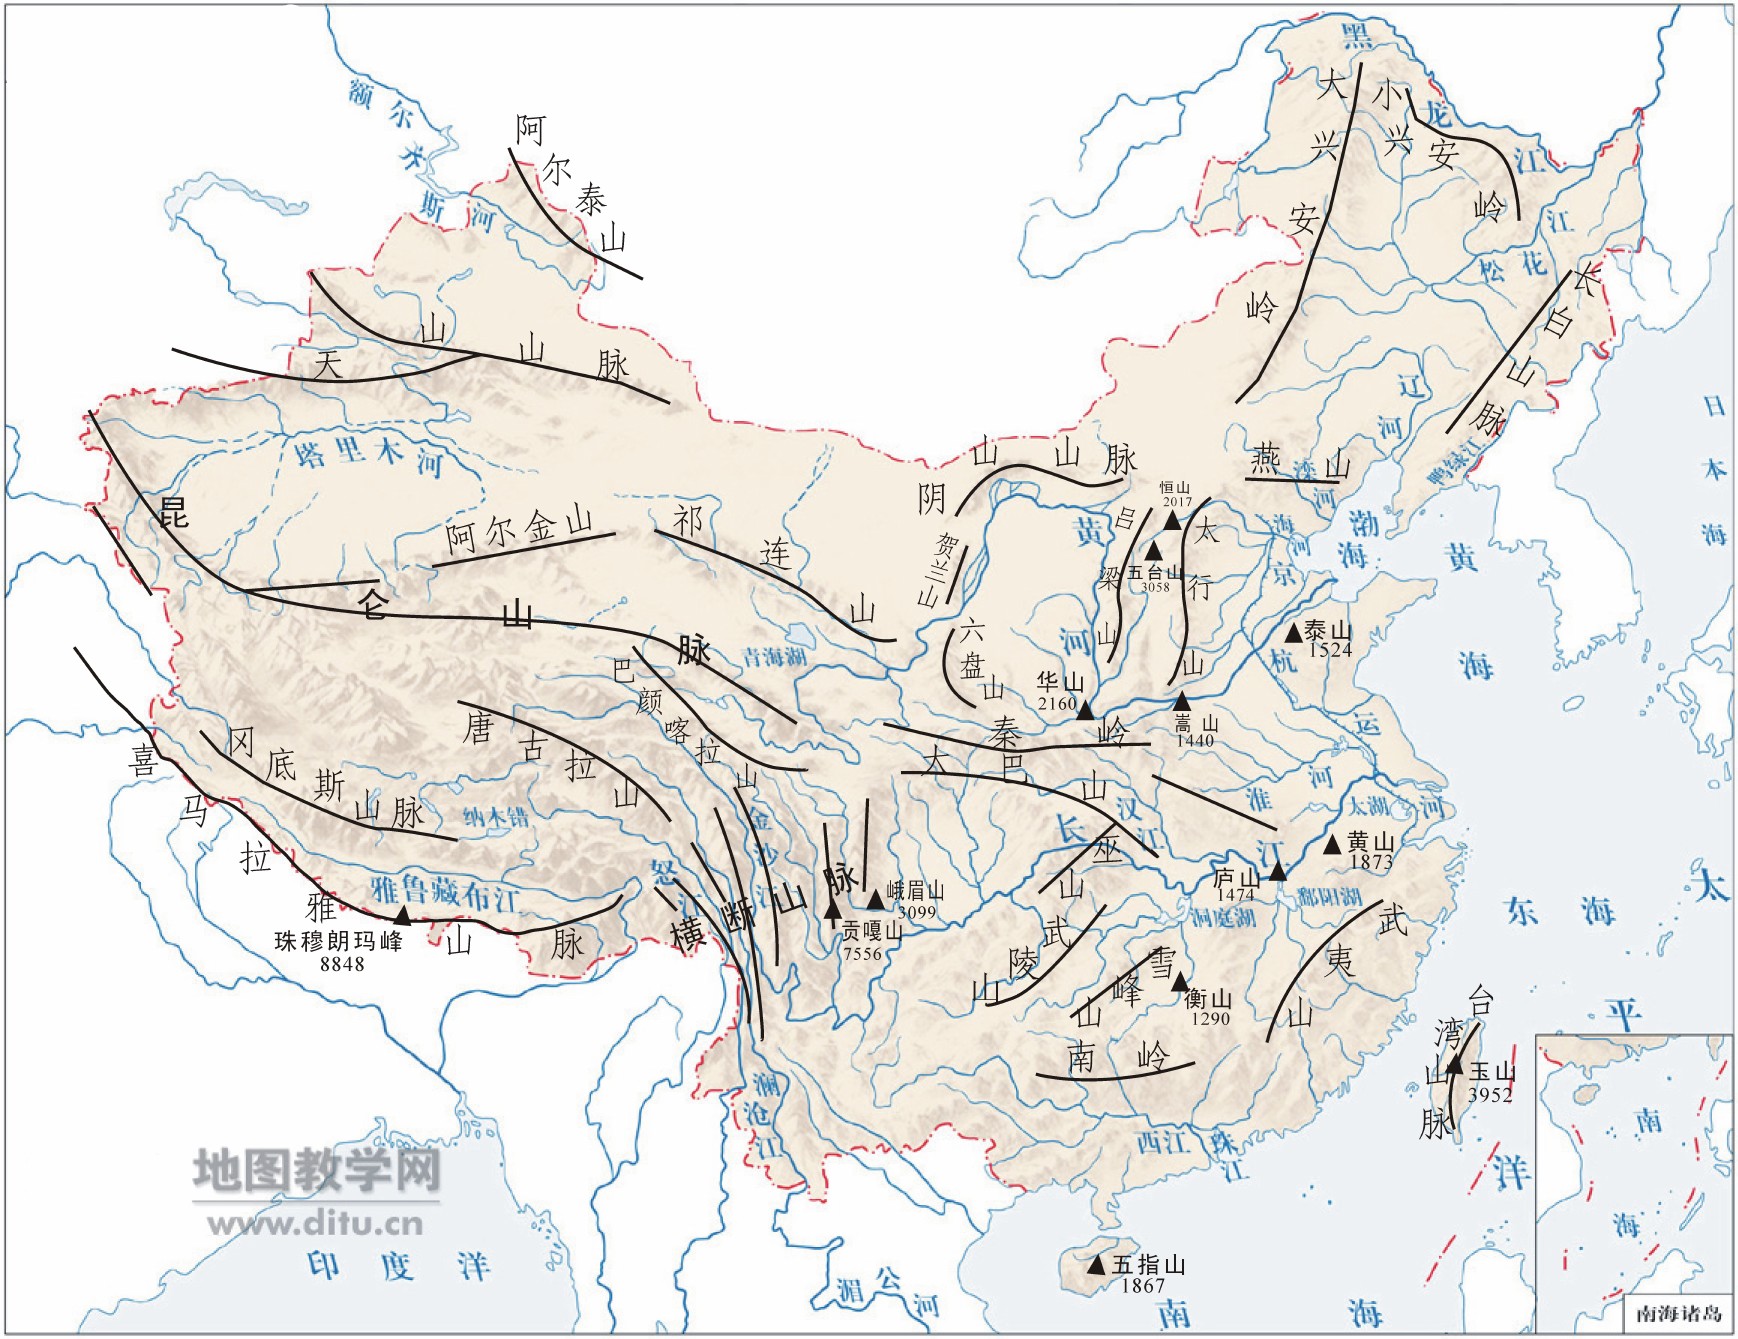 黑龙江
大兴安岭
小兴安岭
额尔齐斯河
阿尔泰山
松花江
长白山脉
天山山脉
辽河
日本海
塔里木河
阴山山脉
燕山
滦河
鸭绿江
昆仑山脉
阿尔金山
祁连山
贺兰山
黄河
吕梁山
恒山
2017
五台山
3058
太行山
海河
渤海
黄海
京杭运河
泰山
1524
六盘山
青海湖
巴颜喀拉山
华山
2160
嵩山
1440
秦岭
唐古拉山
冈底斯山脉
喜马拉雅山脉
大巴山
淮河
汉江
太湖
纳木错
金沙江
长江
巫山
黄山
1873
庐山
1474
鄱阳湖
洞庭湖
雅鲁藏布江
怒江
横断山脉
峨眉山
3099
贡嘎山
7556
珠穆朗玛峰
8848
武陵山
雪峰山
衡山
1290
武夷山
东海
太平洋
台湾山脉
玉山
3952
南岭
澜沧江
西江
珠江
地图教学网
www.ditu.cn
印度洋
湄公河
五指山
1867
南海
南海
南海诸岛